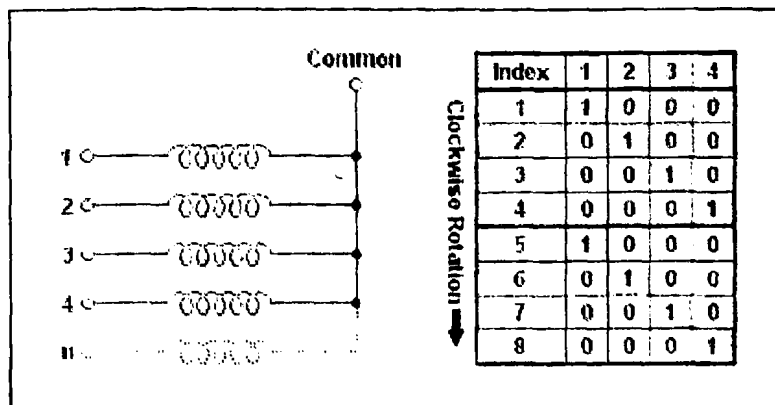 Common
1
2
3
4
n
Clockwise Rotation
Index 1 2 3 4
1 1 0 0 0
2 0 1 0 0
3 0 0 1 0
4 0 0 0 1
5 1 0 0 0
6 0 1 0 0
7 0 0 1 0
8 0 0 0 1